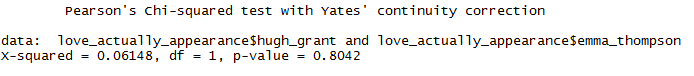 Pearson's Chi-squared test with Yates' continuity correction
data:  love_actually_appearance$hugh_grant and love_actually_appearance$emma_thompson
X-squared = 0.06148, df = 1, p-value = 0.8042